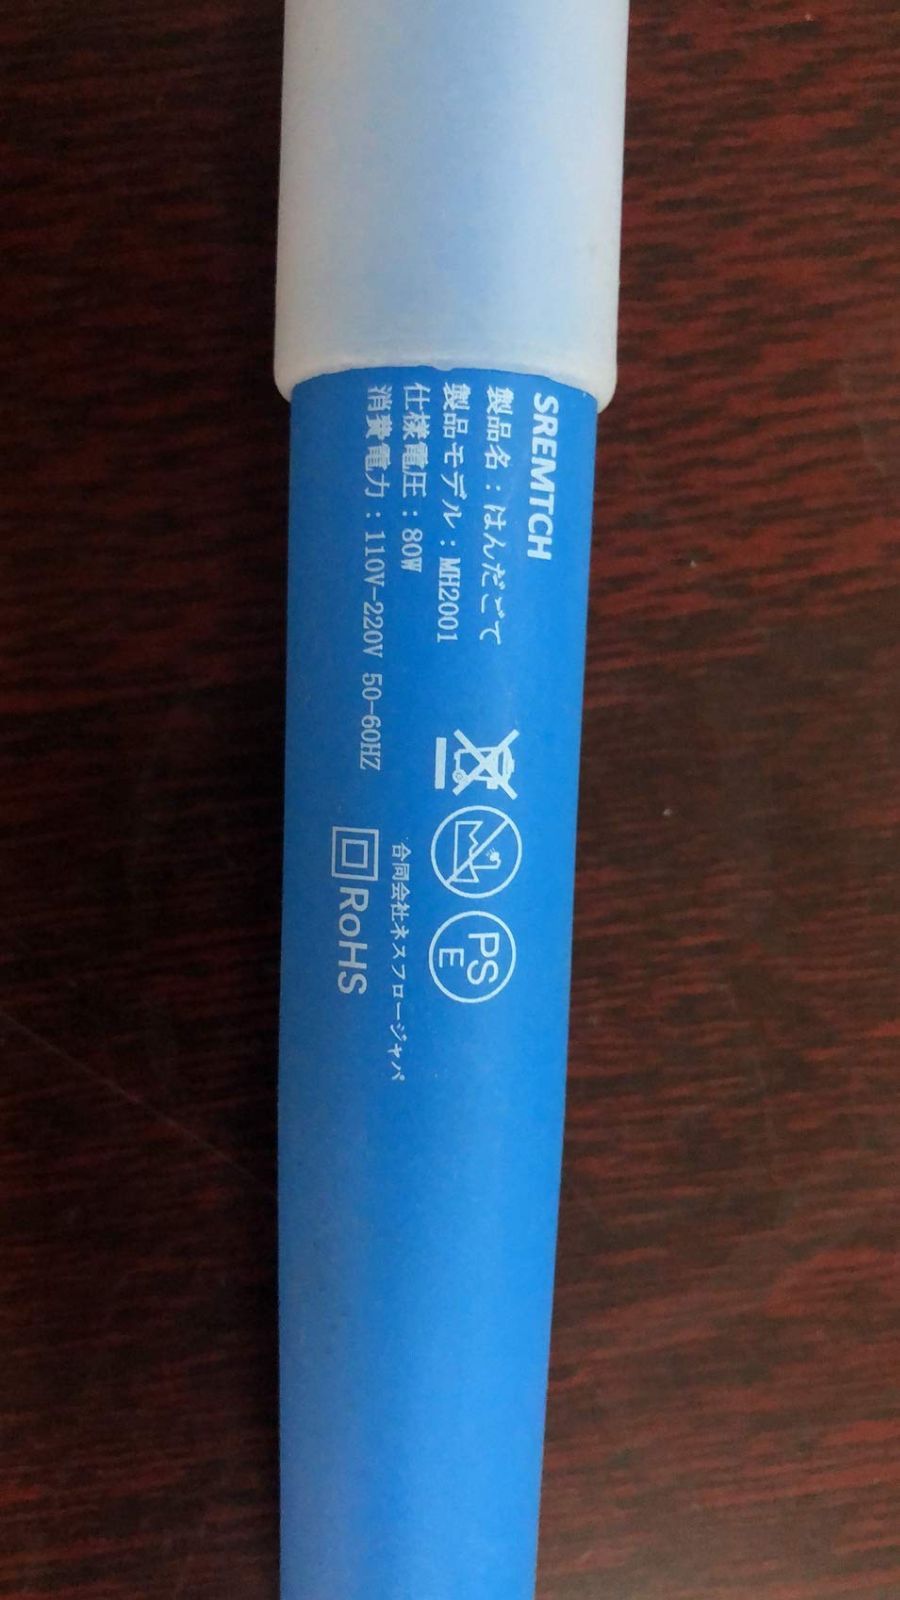 SREMTCH
製品名：はんだごて
製品モデル：MH2001
仕様電圧：80W
消費電力：110V-220V 50-60HZ
PS
E
合同会社ネスフロージャパ
RoHS